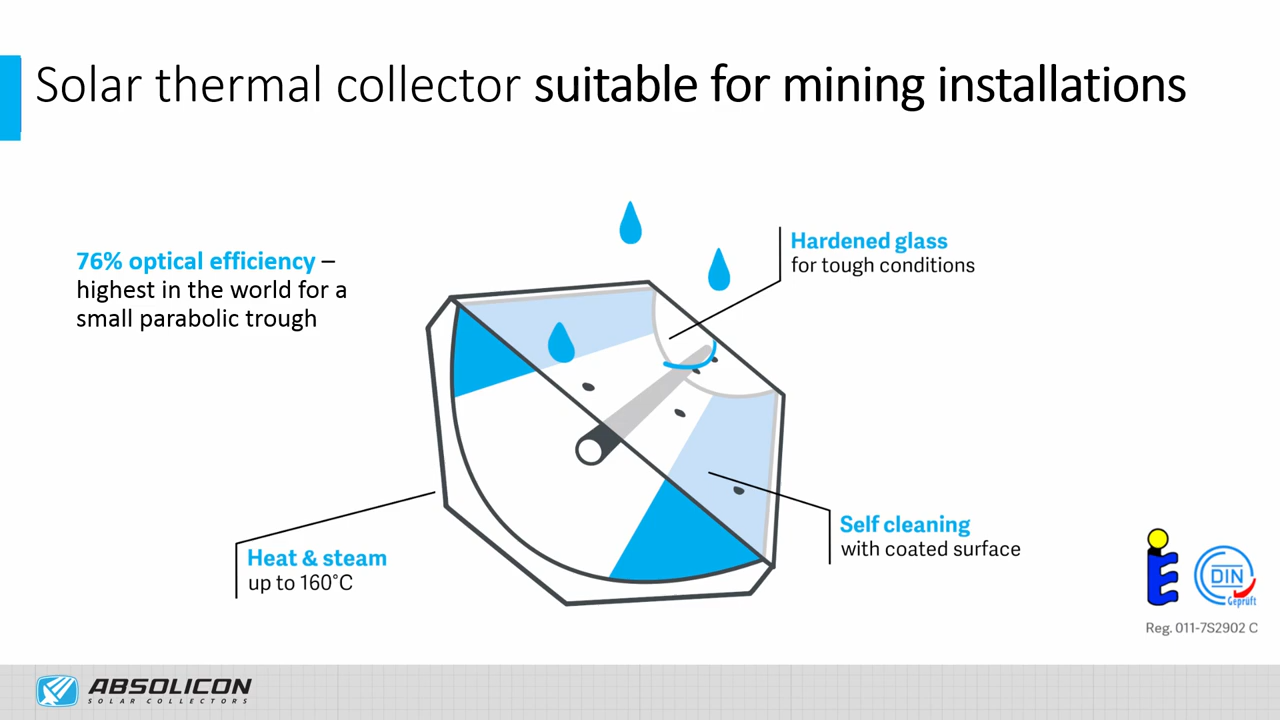 Solar thermal collector suitable for mining installations
76% optical efficiency –
highest in the world for a
small parabolic trough
Hardened glass
for tough conditions
Heat & steam
up to 160°C
Self cleaning
with coated surface
DIN
Geprüft
Reg. 011-7S2902 C
ABSOLICON
SOLAR COLLECTORS